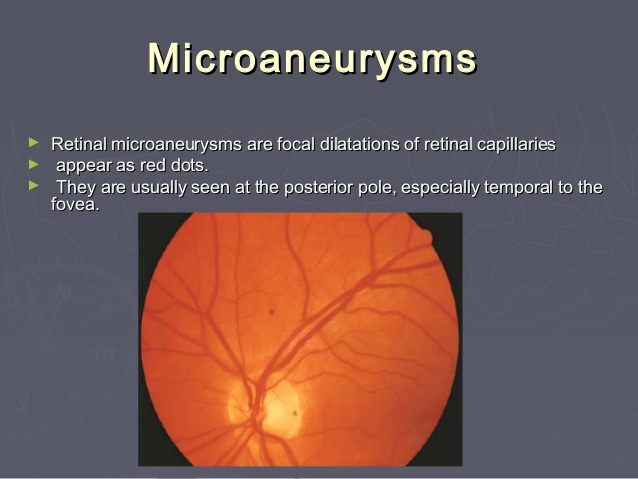 Microaneurysms
► Retinal microaneurysms are focal dilatations of retinal capillaries
► appear as red dots.
► They are usually seen at the posterior pole, especially temporal to the
fovea.